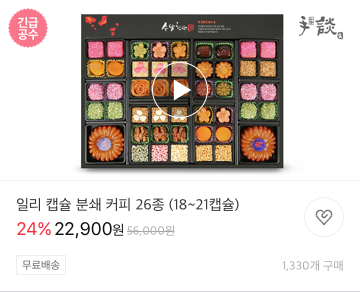 긴급
공수
手談
일리 캡슐 분쇄 커피 26종 (18~21캡슐)
24% 22,900원 56,000원
무료배송
1,330개 구매